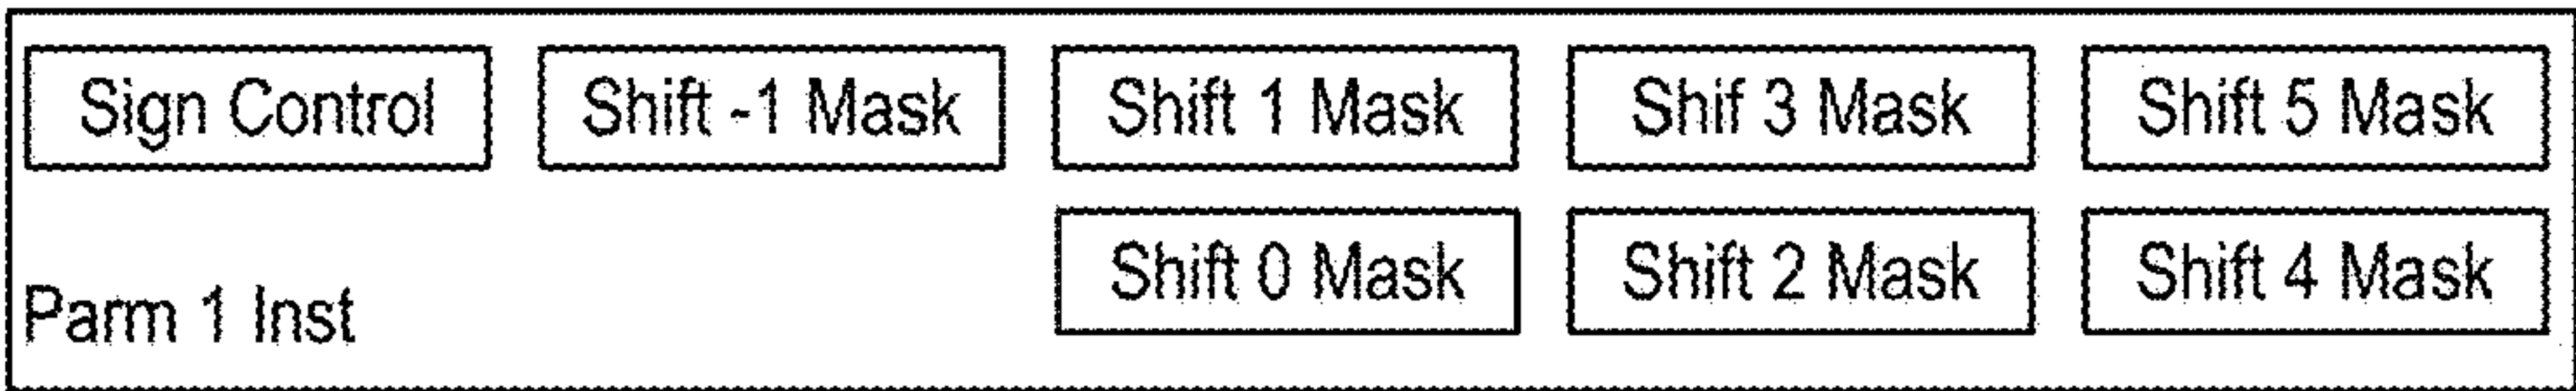 Sign Control
Shift -1 Mask
Shift 1 Mask
Shif 3 Mask
Shift 5 Mask
Shift 0 Mask
Shift 2 Mask
Shift 4 Mask
Parm 1 Inst